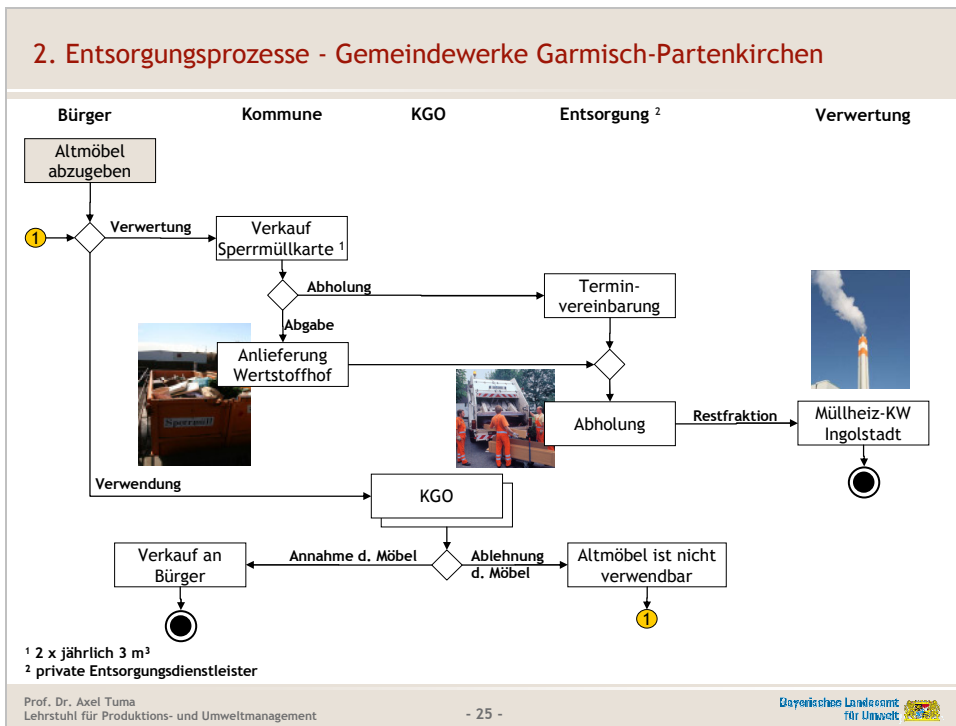 2. Entsorgungsprozesse - Gemeindewerke Garmisch-Partenkirchen
Bürger
Kommune
KGO
Entsorgung ²
Verwertung
Altmöbel
abzugeben
1
Verwertung
Verkauf
Sperrmüllkarte ¹
Abholung
Termin-
vereinbarung
Abgabe
Anlieferung
Wertstoffhof
Sperrmüll
Abholung
Restfraktion
Müllheiz-KW
Ingolstadt
Verwendung
KGO
Verkauf an
Bürger
Annahme d. Möbel
Ablehnung
d. Möbel
Altmöbel ist nicht
verwendbar
1
¹ 2 x jährlich 3 m³
² private Entsorgungsdienstleister
Prof. Dr. Axel Tuma
Lehrstuhl für Produktions- und Umweltmanagement
- 25 -
Bayerisches Landesamt
für Umwelt